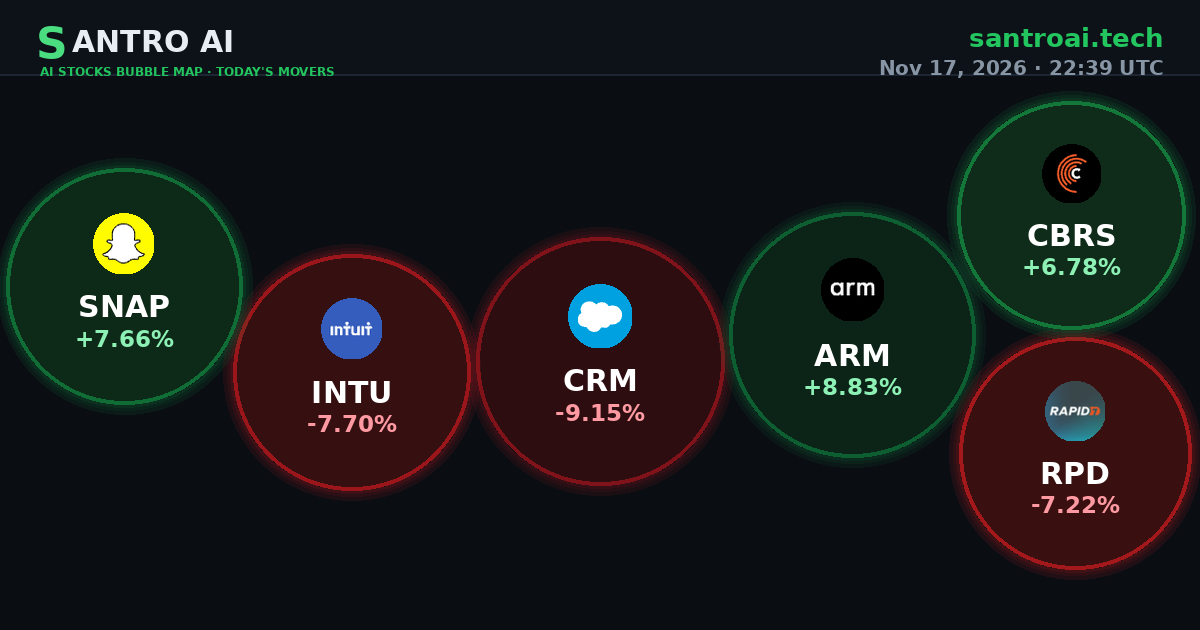 SANTRO AI
AI STOCKS BUBBLE MAP · TODAY'S MOVERS
santroai.tech
Nov 17, 2026 · 22:39 UTC
SNAP
+7.66%
intuit
INTU
-7.70%
CRM
-9.15%
arm
ARM
+8.83%
C
CBRS
+6.78%
RAPID7
RPD
-7.22%